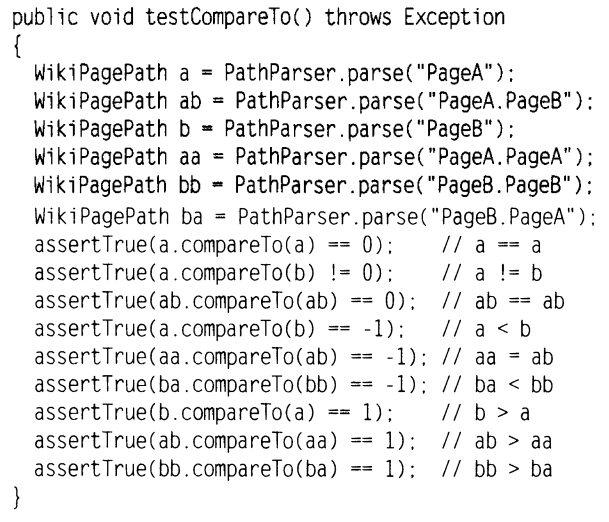 public void testCompareTo() throws Exception
{
  WikiPagePath a = PathParser.parse("PageA");
  WikiPagePath ab = PathParser.parse("PageA.PageB");
  WikiPagePath b = PathParser.parse("PageB");
  WikiPagePath aa = PathParser.parse("PageA.PageA");
  WikiPagePath bb = PathParser.parse("PageB.PageB");
  WikiPagePath ba = PathParser.parse("PageB.PageA");
  assertTrue(a.compareTo(a) == 0);     // a == a
  assertTrue(a.compareTo(b) != 0);     // a != b
  assertTrue(ab.compareTo(ab) == 0);  // ab == ab
  assertTrue(a.compareTo(b) == -1);    // a < b
  assertTrue(aa.compareTo(ab) == -1); // aa = ab
  assertTrue(ba.compareTo(bb) == -1); // ba < bb
  assertTrue(b.compareTo(a) == 1);     // b > a
  assertTrue(ab.compareTo(aa) == 1);  // ab > aa
  assertTrue(bb.compareTo(ba) == 1);  // bb > ba
}